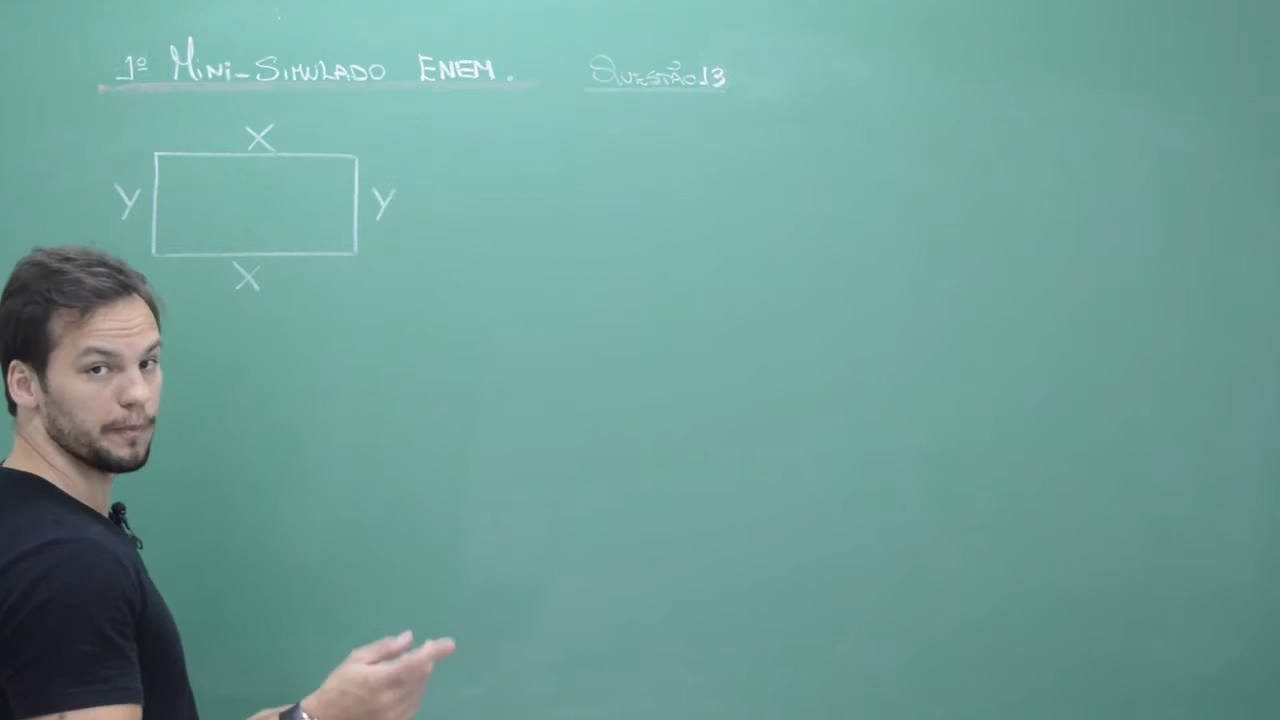 1º MINI-SIMULADO ENEM. QUESTÃO 13
X
Y Y
X